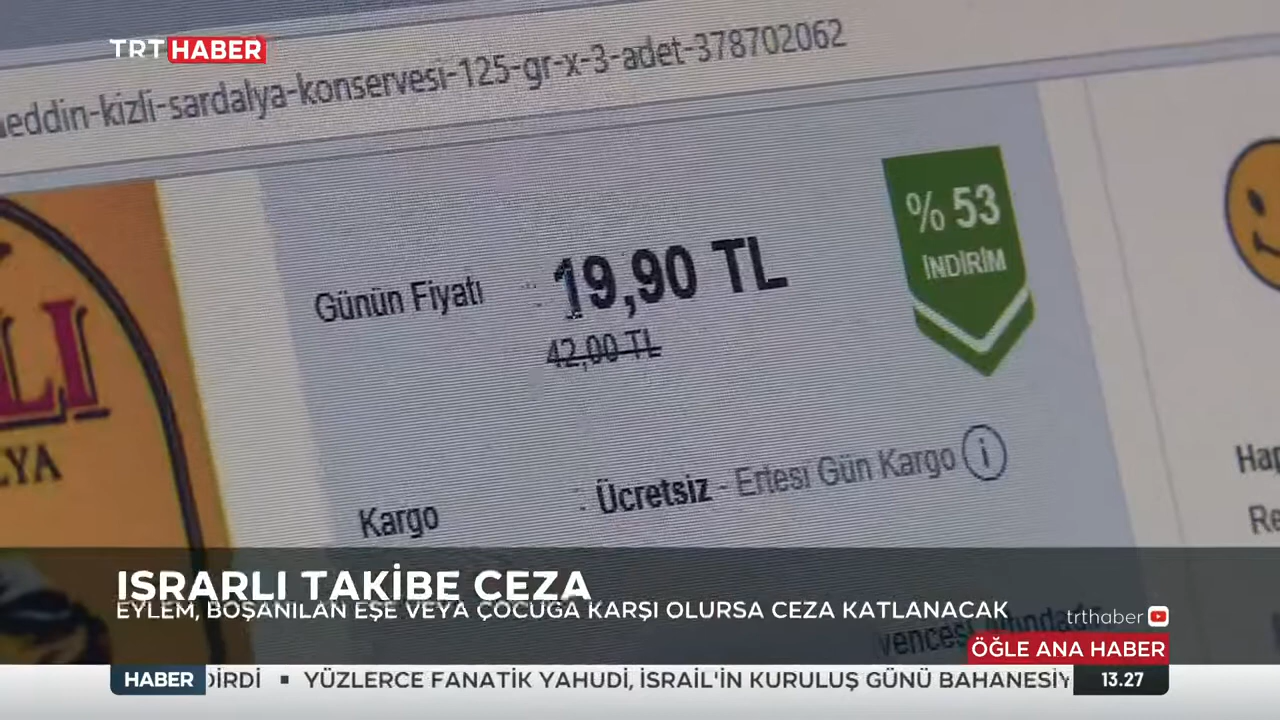 TRT HABER
eddin-kizli-sardalya-konservesi-125-gr-x-3-adet-378702062
% 53
İNDİRİM
Günün Fiyatı : 19,90 TL
42,00 TL
LI
LYA
Kargo : Ücretsiz - Ertesi Gün Kargo i
ISRARLI TAKİBE CEZA
EYLEM, BOŞANILAN EŞE VEYA ÇOCUĞA KARŞI OLURSA CEZA KATLANACAK
trthaber
ÖĞLE ANA HABER
HABER DİRDİ ▪ YÜZLERCE FANATİK YAHUDİ, İSRAİL'İN KURULUŞ GÜNÜ BAHANESİY 13.27